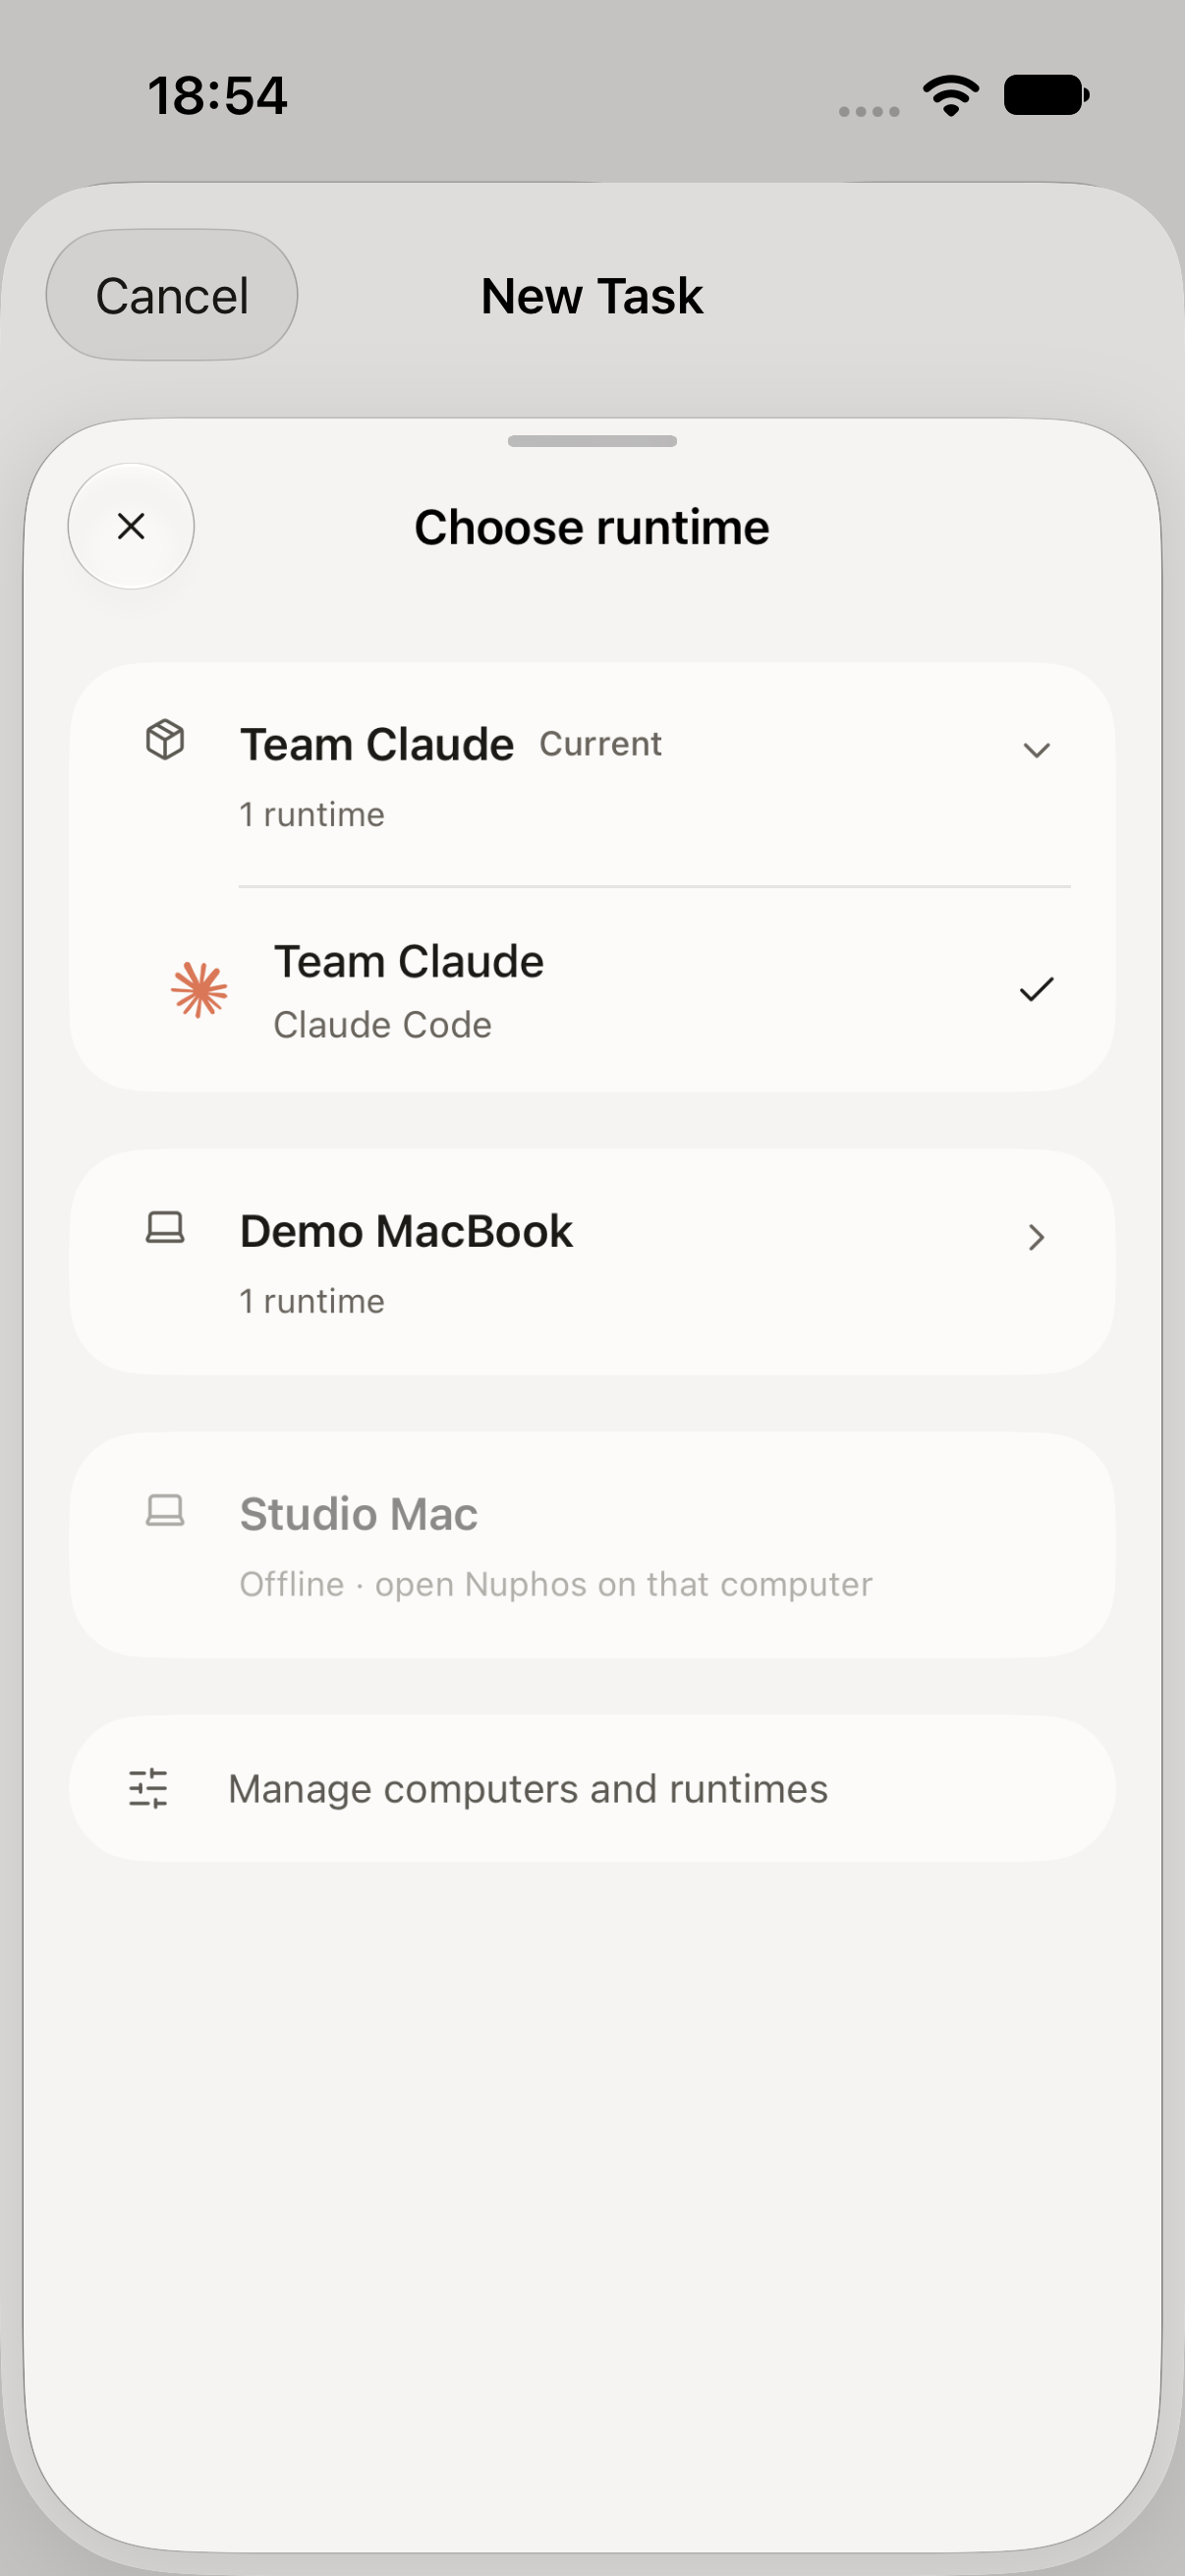 18:54
Cancel
New Task
Choose runtime
Team Claude Current
1 runtime
Team Claude
Claude Code
Demo MacBook
1 runtime
Studio Mac
Offline · open Nuphos on that computer
Manage computers and runtimes